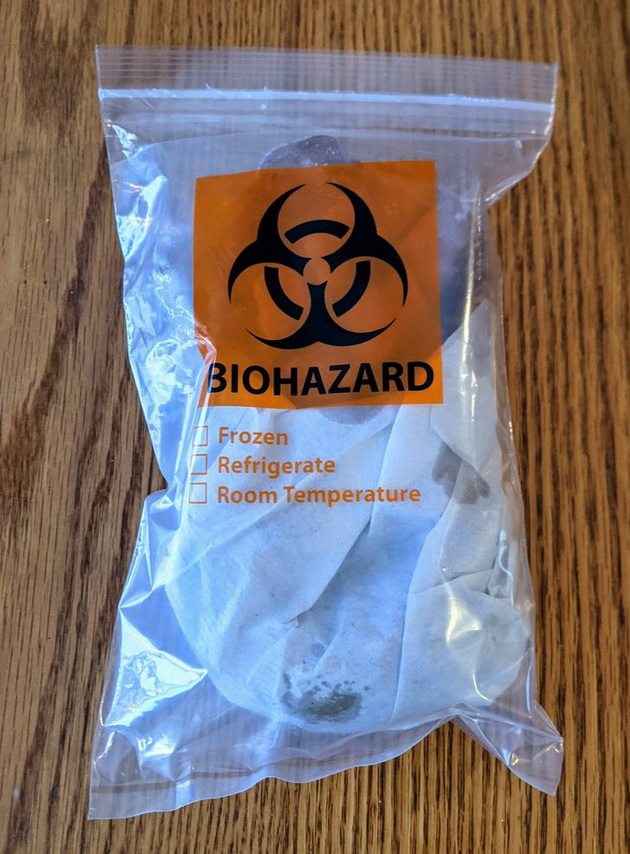 BIOHAZARD
Frozen
Refrigerate
Room Temperature